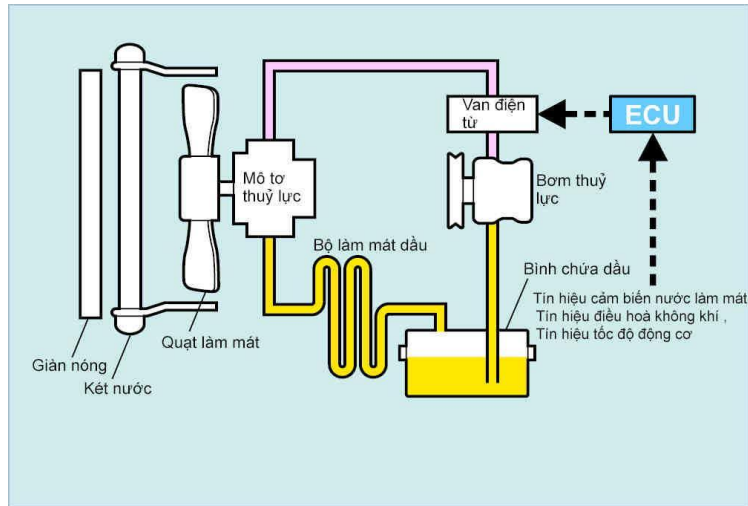 Van điện
từ
ECU
Mô tơ
thuỷ lực
Bơm thuỷ
lực
Bộ làm mát dầu
Bình chứa dầu
Tín hiệu cảm biến nước làm mát
Tín hiệu điều hoà không khí ,
Tín hiệu tốc độ động cơ
Quạt làm mát
Giàn nóng
Két nước